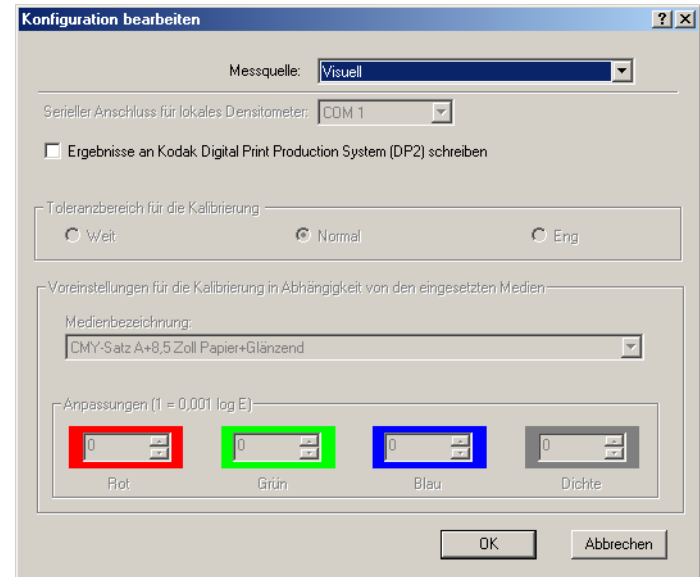 Konfiguration bearbeiten
Messquelle: Visuell
Serieller Anschluss für lokales Densitometer: COM 1
Ergebnisse an Kodak Digital Print Production System (DP2) schreiben
Toleranzbereich für die Kalibrierung
Weit Normal Eng
Voreinstellungen für die Kalibrierung in Abhängigkeit von den eingesetzten Medien
Medienbezeichnung:
CMY-Satz A+8,5 Zoll Papier+Glänzend
Anpassungen (1 = 0,001 log E)
0 0 0 0
Rot Grün Blau Dichte
OK Abbrechen